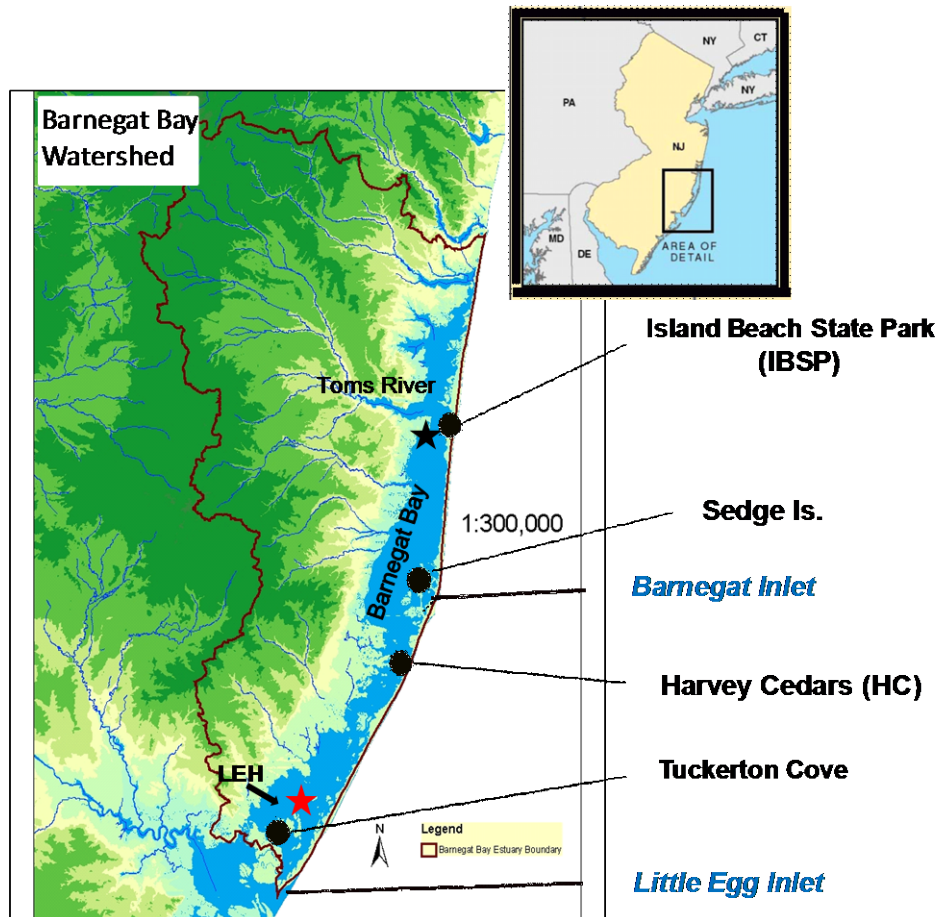 Barnegat Bay
Watershed
NY
CT
NY
PA
NJ
MD
DE
AREA OF
DETAIL
Island Beach State Park
(IBSP)
Toms River
Sedge Is.
1:300,000
Barnegat Bay
Barnegat Inlet
Harvey Cedars (HC)
LEH
Tuckerton Cove
N
Legend
Barnegat Bay Estuary Boundary
Little Egg Inlet